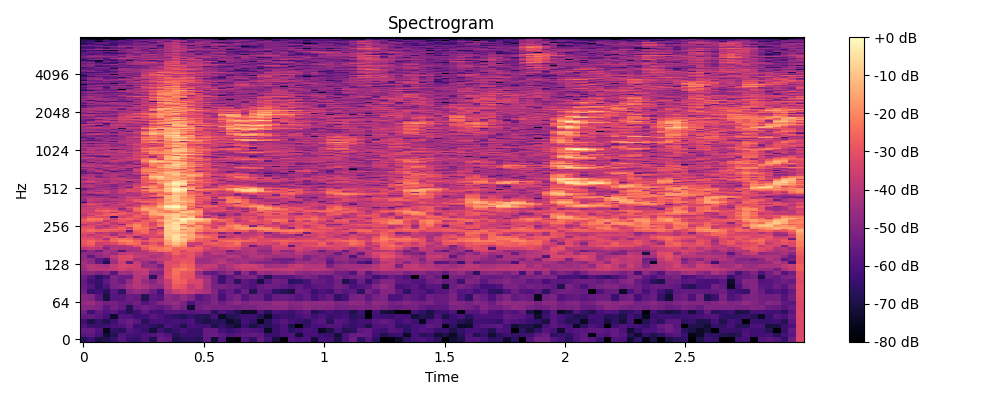 Spectrogram
4096
2048
1024
512
256
128
64
0
Hz
0
0.5
1
1.5
2
2.5
Time
+0 dB
-10 dB
-20 dB
-30 dB
-40 dB
-50 dB
-60 dB
-70 dB
-80 dB